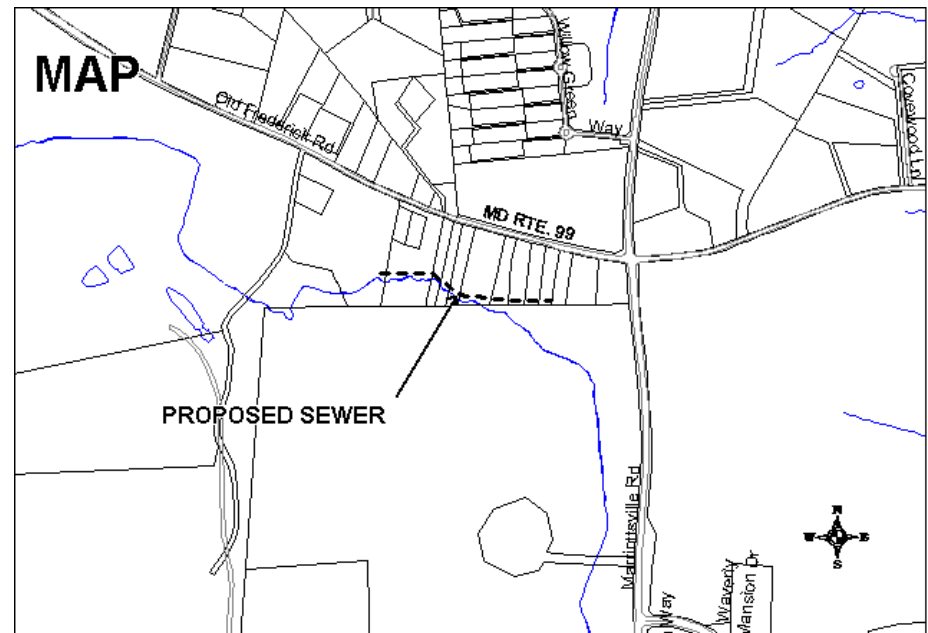 MAP
Old Frederick Rd
Willow Green
Way
Covewood Ln
MD RTE. 99
PROPOSED SEWER
Marriottsville Rd
N
W E
S
Way
Waverly
Mansion Dr